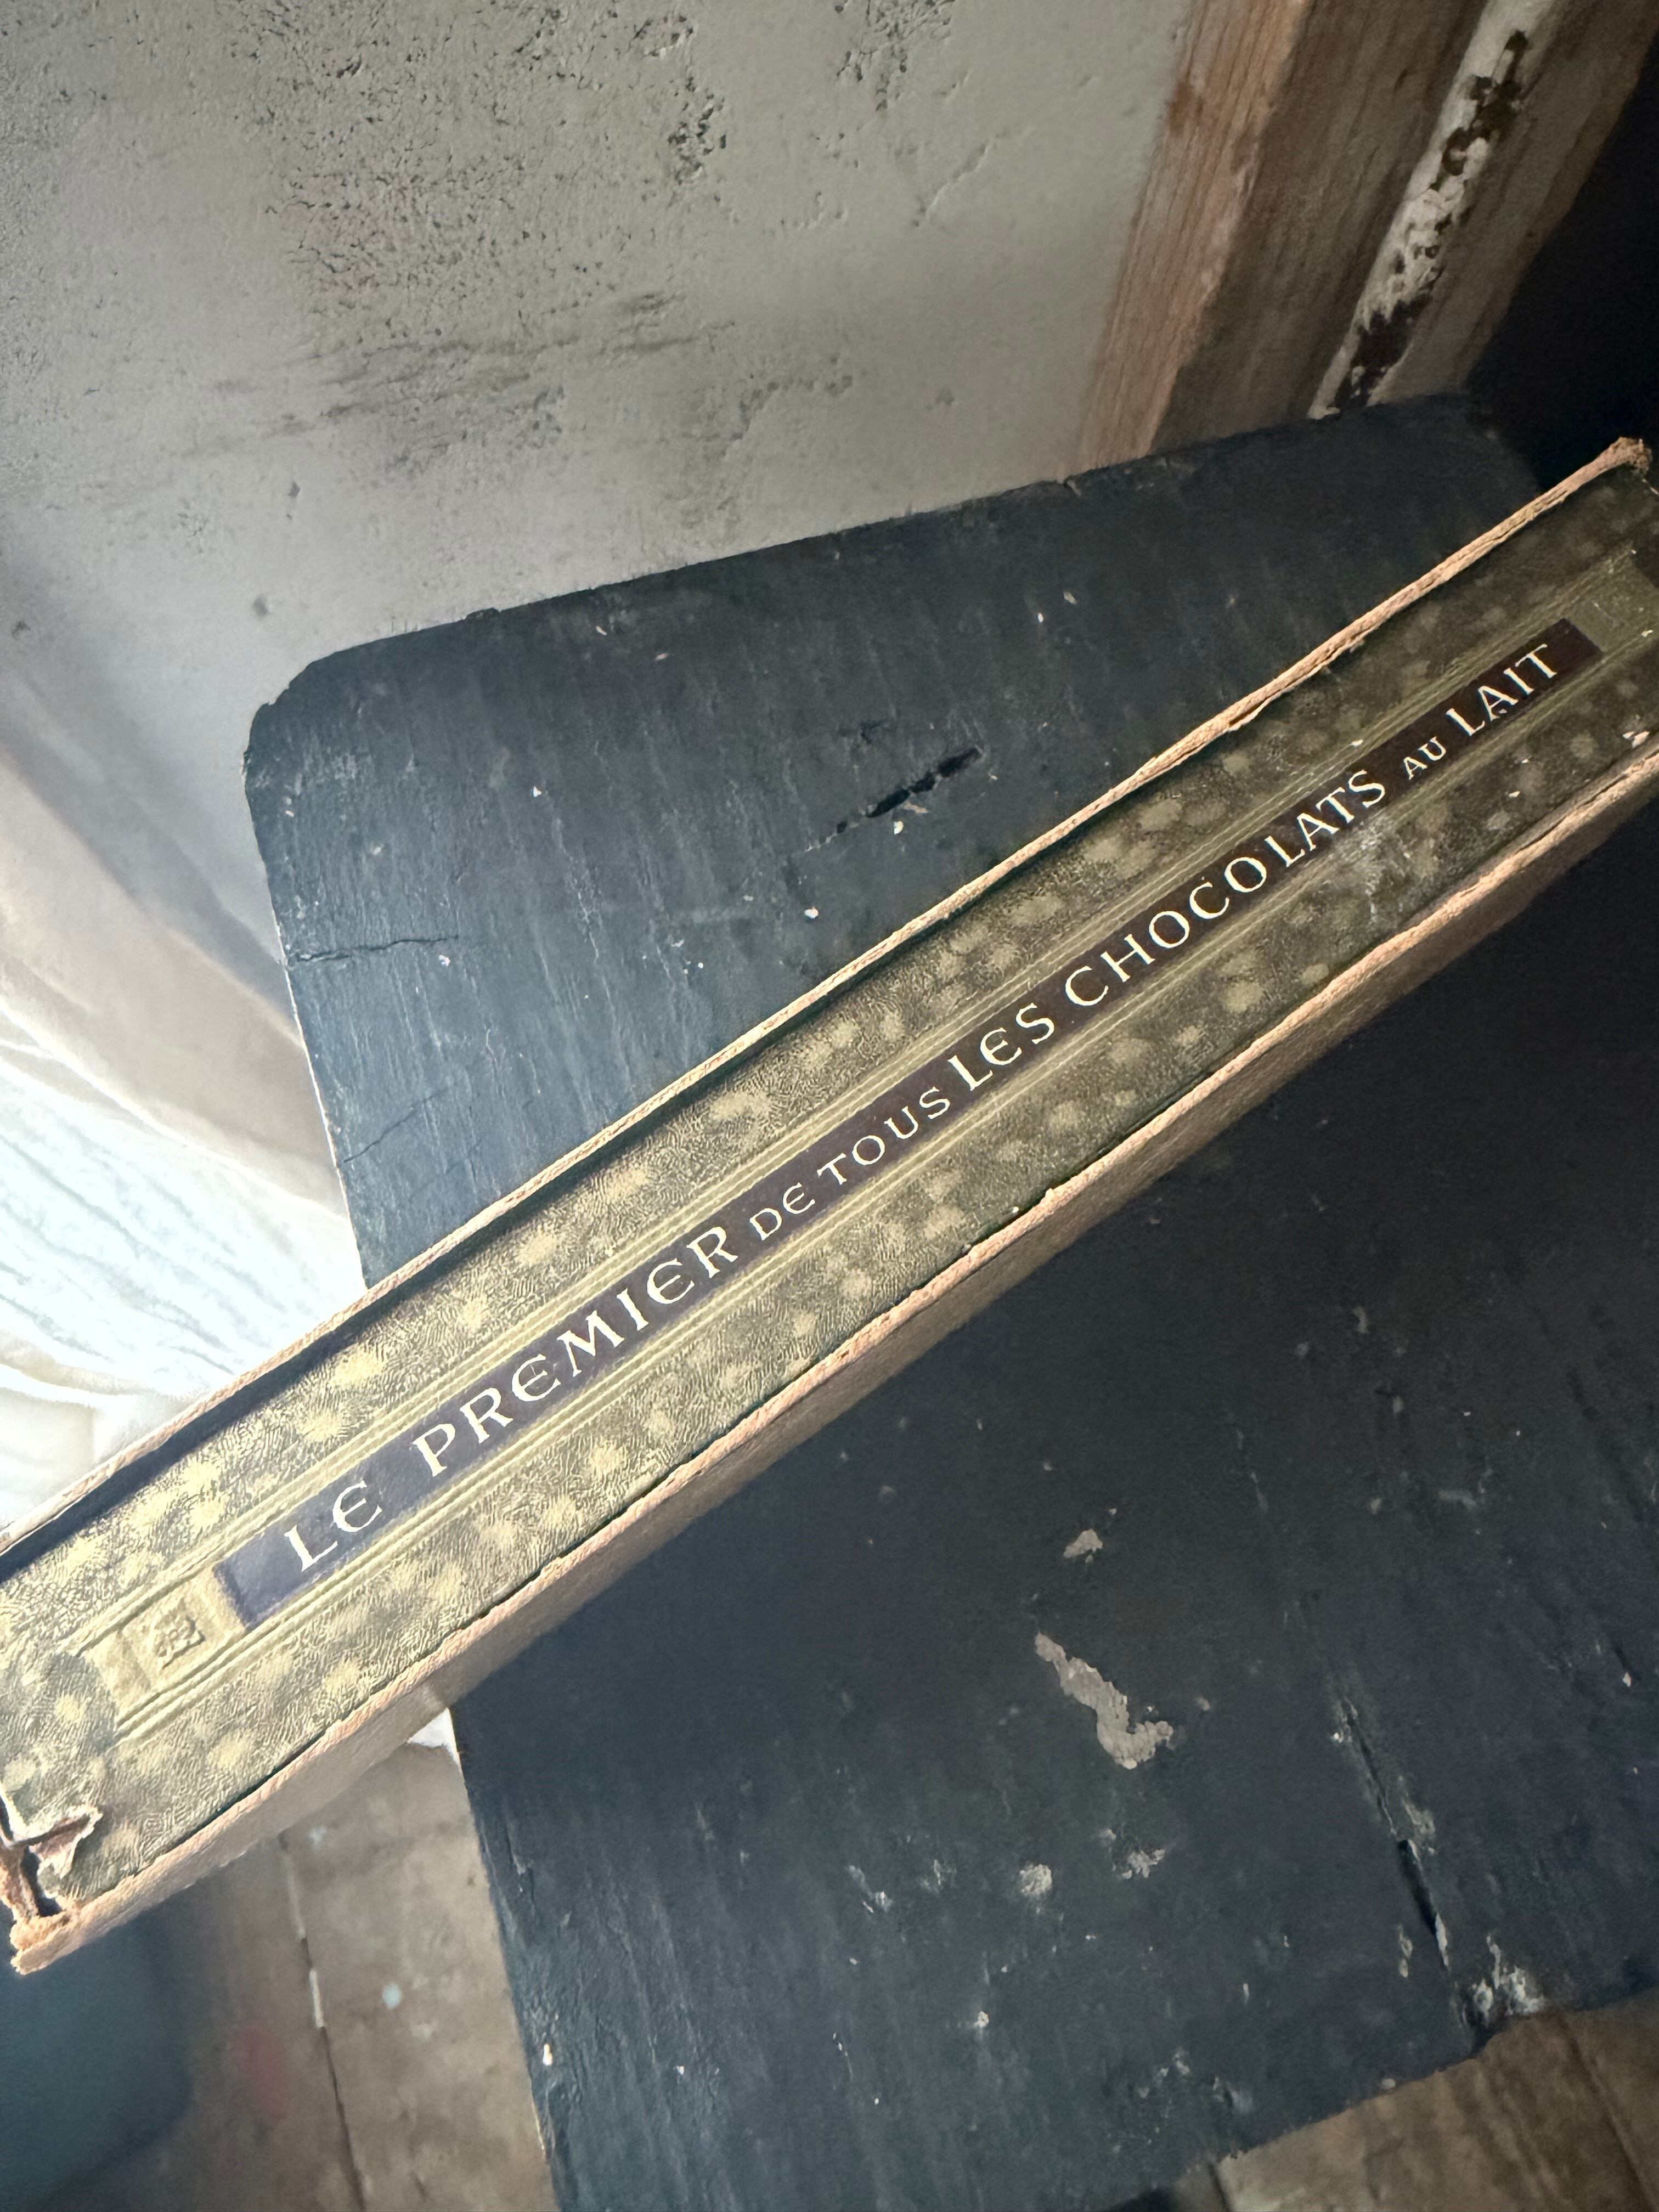 LE PREMIER DE TOUS LES CHOCOLATS AU LAIT